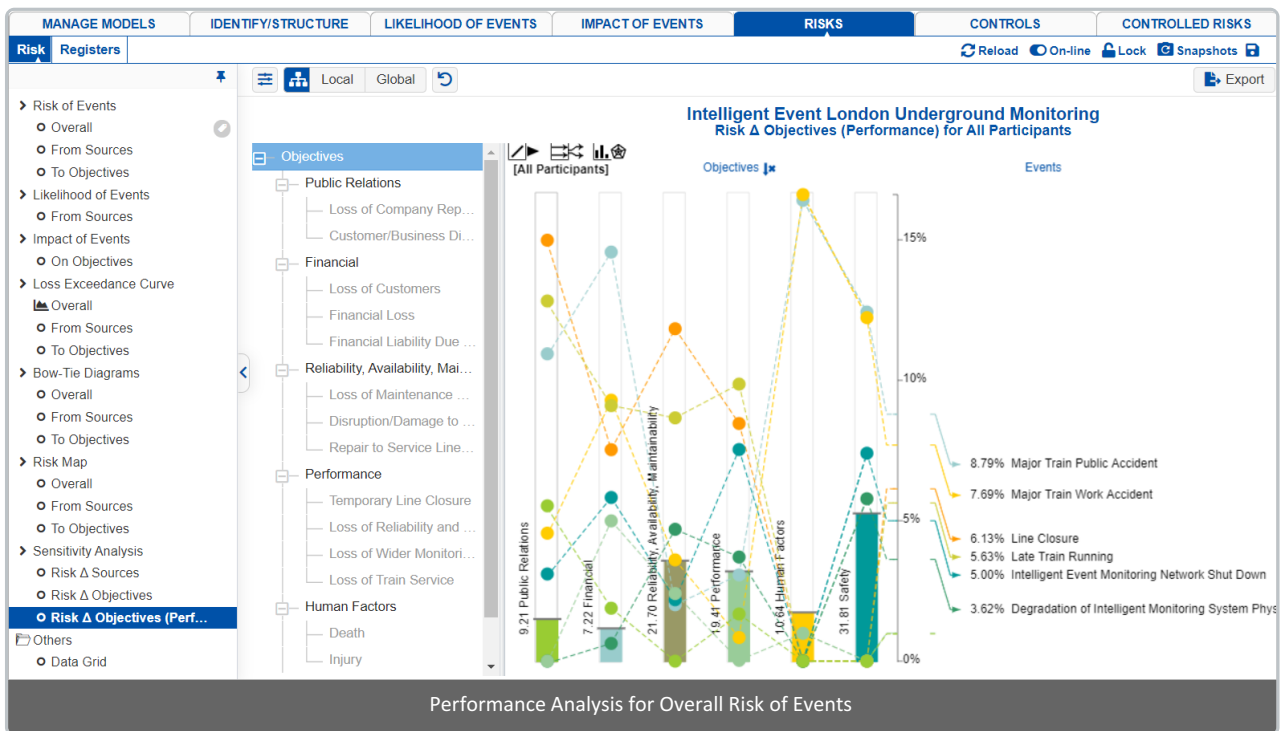 MANAGE MODELS IDENTIFY/STRUCTURE LIKELIHOOD OF EVENTS IMPACT OF EVENTS RISKS CONTROLS CONTROLLED RISKS
Risk Registers Reload On-line Lock Snapshots
Local Global Export
Risk of Events
Overall
From Sources
To Objectives
Likelihood of Events
From Sources
Impact of Events
On Objectives
Loss Exceedance Curve
Overall
From Sources
To Objectives
Bow-Tie Diagrams
Overall
From Sources
To Objectives
Risk Map
Overall
From Sources
To Objectives
Sensitivity Analysis
Risk Δ Sources
Risk Δ Objectives
Risk Δ Objectives (Perf...
Others
Data Grid
Objectives
Public Relations
Loss of Company Rep...
Customer/Business Di...
Financial
Loss of Customers
Financial Loss
Financial Liability Due ...
Reliability, Availability, Mai...
Loss of Maintenance ...
Disruption/Damage to ...
Repair to Service Line...
Performance
Temporary Line Closure
Loss of Reliability and ...
Loss of Wider Monitori...
Loss of Train Service
Human Factors
Death
Injury
Intelligent Event London Underground Monitoring
Risk Δ Objectives (Performance) for All Participants
[All Participants] Objectives Events
9.21 Public Relations
7.22 Financial
21.70 Reliability, Availability, Maintainability
19.41 Performance
10.64 Human Factors
31.81 Safety
15%
10%
5%
0%
8.79% Major Train Public Accident
7.69% Major Train Work Accident
6.13% Line Closure
5.63% Late Train Running
5.00% Intelligent Event Monitoring Network Shut Down
3.62% Degradation of Intelligent Monitoring System Phys
Performance Analysis for Overall Risk of Events